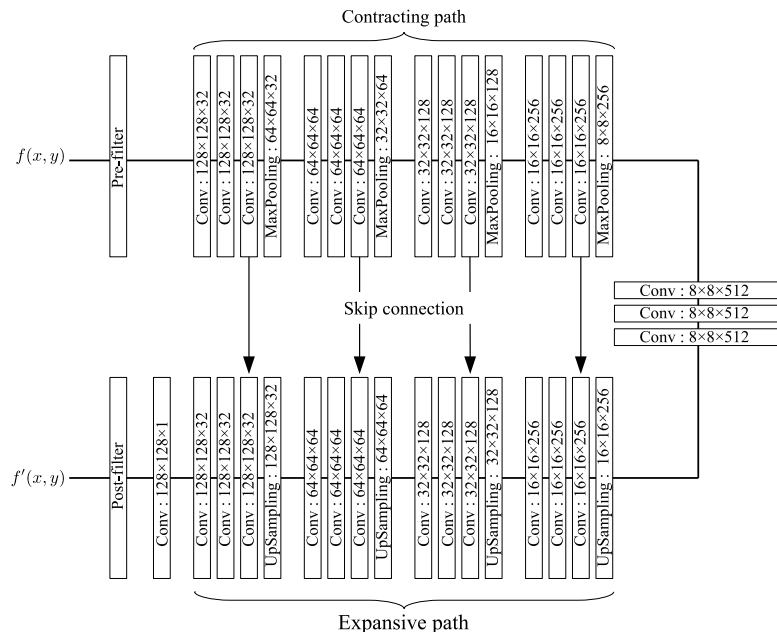 Contracting path
f(x, y)
Pre-filter
Conv : 128×128×32
Conv : 128×128×32
Conv : 128×128×32
MaxPooling : 64×64×32
Conv : 64×64×64
Conv : 64×64×64
Conv : 64×64×64
MaxPooling : 32×32×64
Conv : 32×32×128
Conv : 32×32×128
Conv : 32×32×128
MaxPooling : 16×16×128
Conv : 16×16×256
Conv : 16×16×256
Conv : 16×16×256
MaxPooling : 8×8×256
Skip connection
Conv : 8×8×512
Conv : 8×8×512
Conv : 8×8×512
f′(x, y)
Post-filter
Conv : 128×128×1
Conv : 128×128×32
Conv : 128×128×32
Conv : 128×128×32
UpSampling : 128×128×32
Conv : 64×64×64
Conv : 64×64×64
Conv : 64×64×64
UpSampling : 64×64×64
Conv : 32×32×128
Conv : 32×32×128
Conv : 32×32×128
UpSampling : 32×32×128
Conv : 16×16×256
Conv : 16×16×256
Conv : 16×16×256
UpSampling : 16×16×256
Expansive path